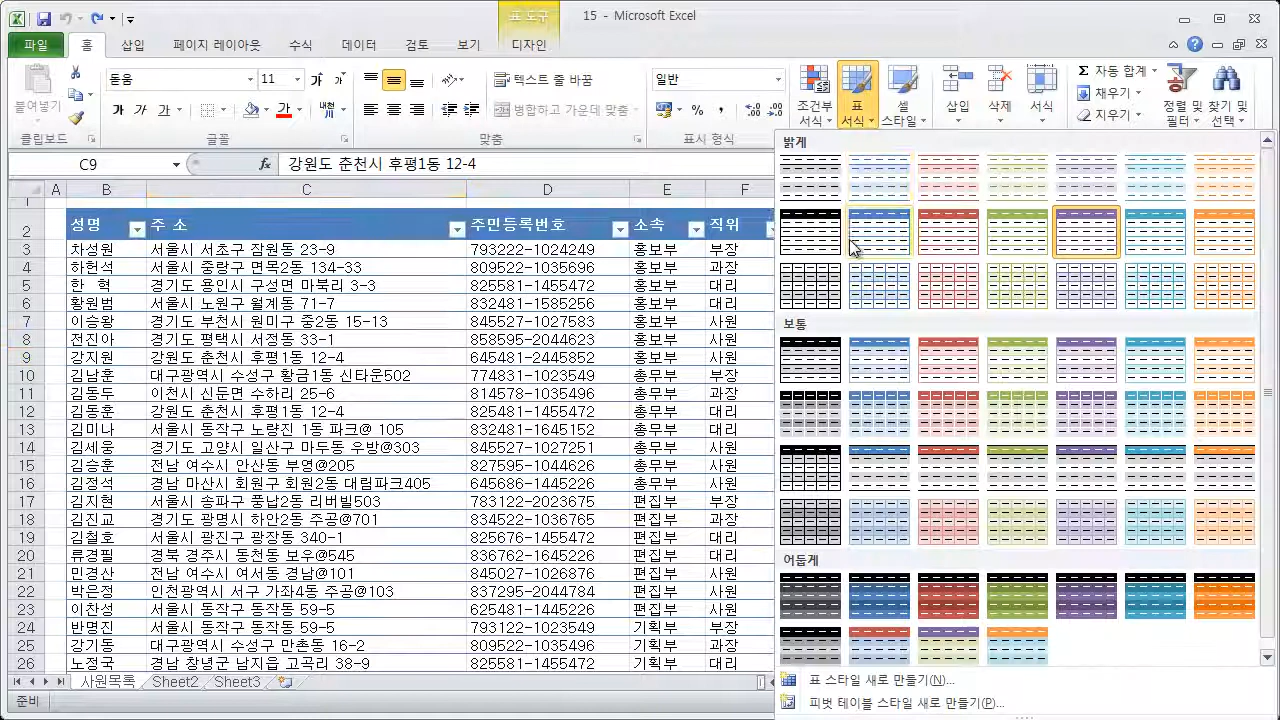 표 도구
15 - Microsoft Excel
파일 홈 삽입 페이지 레이아웃 수식 데이터 검토 보기 디자인
붙여넣기
돋움 11 가 가
가 가 가 내천
텍스트 줄 바꿈
병합하고 가운데 맞춤
일반
% ,
조건부 서식
표 서식
셀 스타일
삽입 삭제 서식
Σ 자동 합계
채우기
지우기
정렬 및 필터
찾기 및 선택
클립보드 글꼴 맞춤 표시 형식
C9 fx 강원도 춘천시 후평1동 12-4
A B C D E F
성명 주 소 주민등록번호 소속 직위
3 차성원 서울시 서초구 잠원동 23-9 793222-1024249 홍보부 부장
4 하헌석 서울시 중랑구 면목2동 134-33 809522-1035696 홍보부 과장
5 한 혁 경기도 용인시 구성면 마북리 3-3 825581-1455472 홍보부 대리
6 황원범 서울시 노원구 월계동 71-7 832481-1585256 홍보부 대리
7 이승왕 경기도 부천시 원미구 중2동 15-13 845527-1027583 홍보부 사원
8 전진아 경기도 평택시 서정동 33-1 858595-2044623 홍보부 사원
9 강지원 강원도 춘천시 후평1동 12-4 865481-2445852 홍보부 사원
10 김남훈 대구광역시 수성구 황금1동 신타운502 774831-1023549 총무부 부장
11 김동두 이천시 신둔면 수하리 25-6 총무부 과장
12 김동훈 강원도 춘천시 후평1동 12-4 825481-1455472 총무부 대리
13 김미나 서울시 동작구 노량진 1동 파크@ 105 832481-1645152 총무부 대리
14 김세웅 경기도 고양시 일산구 마두동 우방@303 845527-1027251 총무부 사원
15 김승훈 전남 여수시 안산동 부영@205 827595-1044626 총무부 사원
16 김정석 경남 마산시 회원구 회원2동 대림파크405 865686-1445226 총무부 사원
17 김지현 서울시 송파구 풍납2동 리버빌503 783122-2023675 편집부 부장
18 김진교 경기도 광명시 하안2동 주공@701 834522-1036765 편집부 과장
19 김철호 서울시 광진구 광장동 340-1 825676-1455472 편집부 대리
20 류경필 경북 경주시 동천동 보우@545 836762-1645226 편집부 대리
21 민경산 전남 여수시 여서동 경남@101 845027-1026876 편집부 사원
22 박은정 인천광역시 서구 가좌4동 주공@103 편집부 사원
23 이찬성 서울시 동작구 동작동 59-5 편집부 사원
24 반명진 서울시 동작구 동작동 59-5 기획부 부장
25 오기동 대구광역시 수성구 만촌동 16-2 809522-1035496 기획부 과장
26 노정국 경남 창녕군 남지읍 고곡리 38-9 825581-1455472 기획부 대리
사원목록 Sheet2 Sheet3
준비
밝게
보통
어둡게
표 스타일 새로 만들기(N)...
피벗 테이블 스타일 새로 만들기(P)...